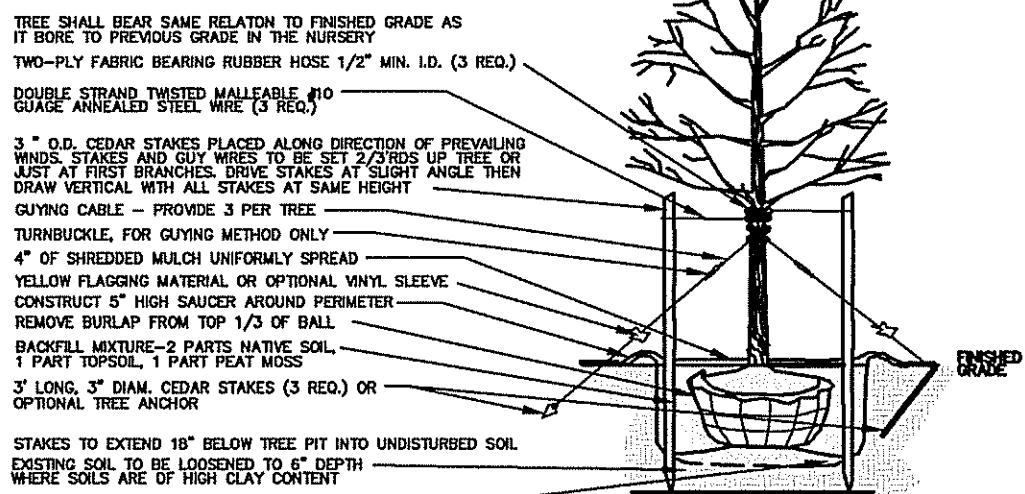 TREE SHALL BEAR SAME RELATON TO FINISHED GRADE AS
IT BORE TO PREVIOUS GRADE IN THE NURSERY
TWO-PLY FABRIC BEARING RUBBER HOSE 1/2" MIN. I.D. (3 REQ.)
DOUBLE STRAND TWISTED MALLEABLE #10
GUAGE ANNEALED STEEL WIRE (3 REQ.)
3 " O.D. CEDAR STAKES PLACED ALONG DIRECTION OF PREVAILING
WINDS. STAKES AND GUY WIRES TO BE SET 2/3'RDS UP TREE OR
JUST AT FIRST BRANCHES. DRIVE STAKES AT SLIGHT ANGLE THEN
DRAW VERTICAL WITH ALL STAKES AT SAME HEIGHT
GUYING CABLE - PROVIDE 3 PER TREE
TURNBUCKLE, FOR GUYING METHOD ONLY
4" OF SHREDDED MULCH UNIFORMLY SPREAD
YELLOW FLAGGING MATERIAL OR OPTIONAL VINYL SLEEVE
CONSTRUCT 5" HIGH SAUCER AROUND PERIMETER
REMOVE BURLAP FROM TOP 1/3 OF BALL
BACKFILL MIXTURE-2 PARTS NATIVE SOIL,
1 PART TOPSOIL, 1 PART PEAT MOSS
FINISHED
GRADE
3' LONG, 3" DIAM. CEDAR STAKES (3 REQ.) OR
OPTIONAL TREE ANCHOR
STAKES TO EXTEND 18" BELOW TREE PIT INTO UNDISTURBED SOIL
EXISTING SOIL TO BE LOOSENED TO 6" DEPTH
WHERE SOILS ARE OF HIGH CLAY CONTENT